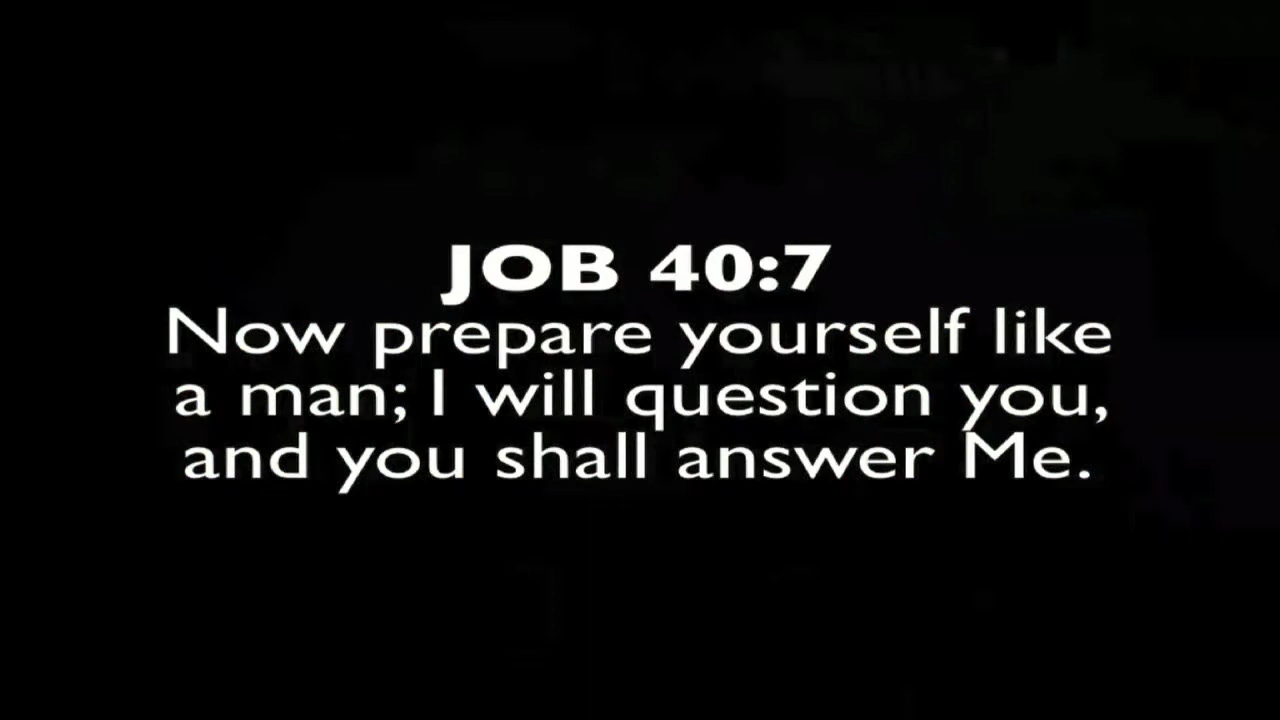 JOB 40:7
Now prepare yourself like
a man; I will question you,
and you shall answer Me.